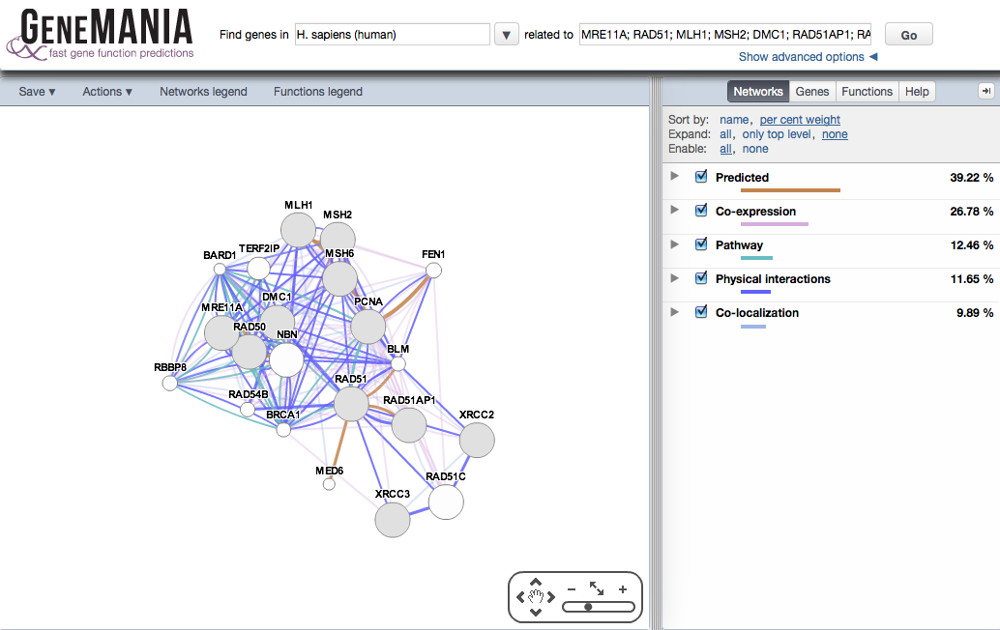 GENEMANIA
fast gene function predictions
Find genes in H. sapiens (human) ▼ related to MRE11A; RAD51; MLH1; MSH2; DMC1; RAD51AP1; RA Go
Show advanced options ◀
Save ▾ Actions ▾ Networks legend Functions legend
Networks Genes Functions Help
Sort by: name, per cent weight
Expand: all, only top level, none
Enable: all, none
Predicted 39.22 %
Co-expression 26.78 %
Pathway 12.46 %
Physical interactions 11.65 %
Co-localization 9.89 %
MLH1
MSH2
TERF2IP
BARD1
MSH6
FEN1
DMC1
PCNA
MRE11A
RAD50
NBN
BLM
RBBP8
RAD51
RAD54B
RAD51AP1
BRCA1
XRCC2
MED6
RAD51C
XRCC3